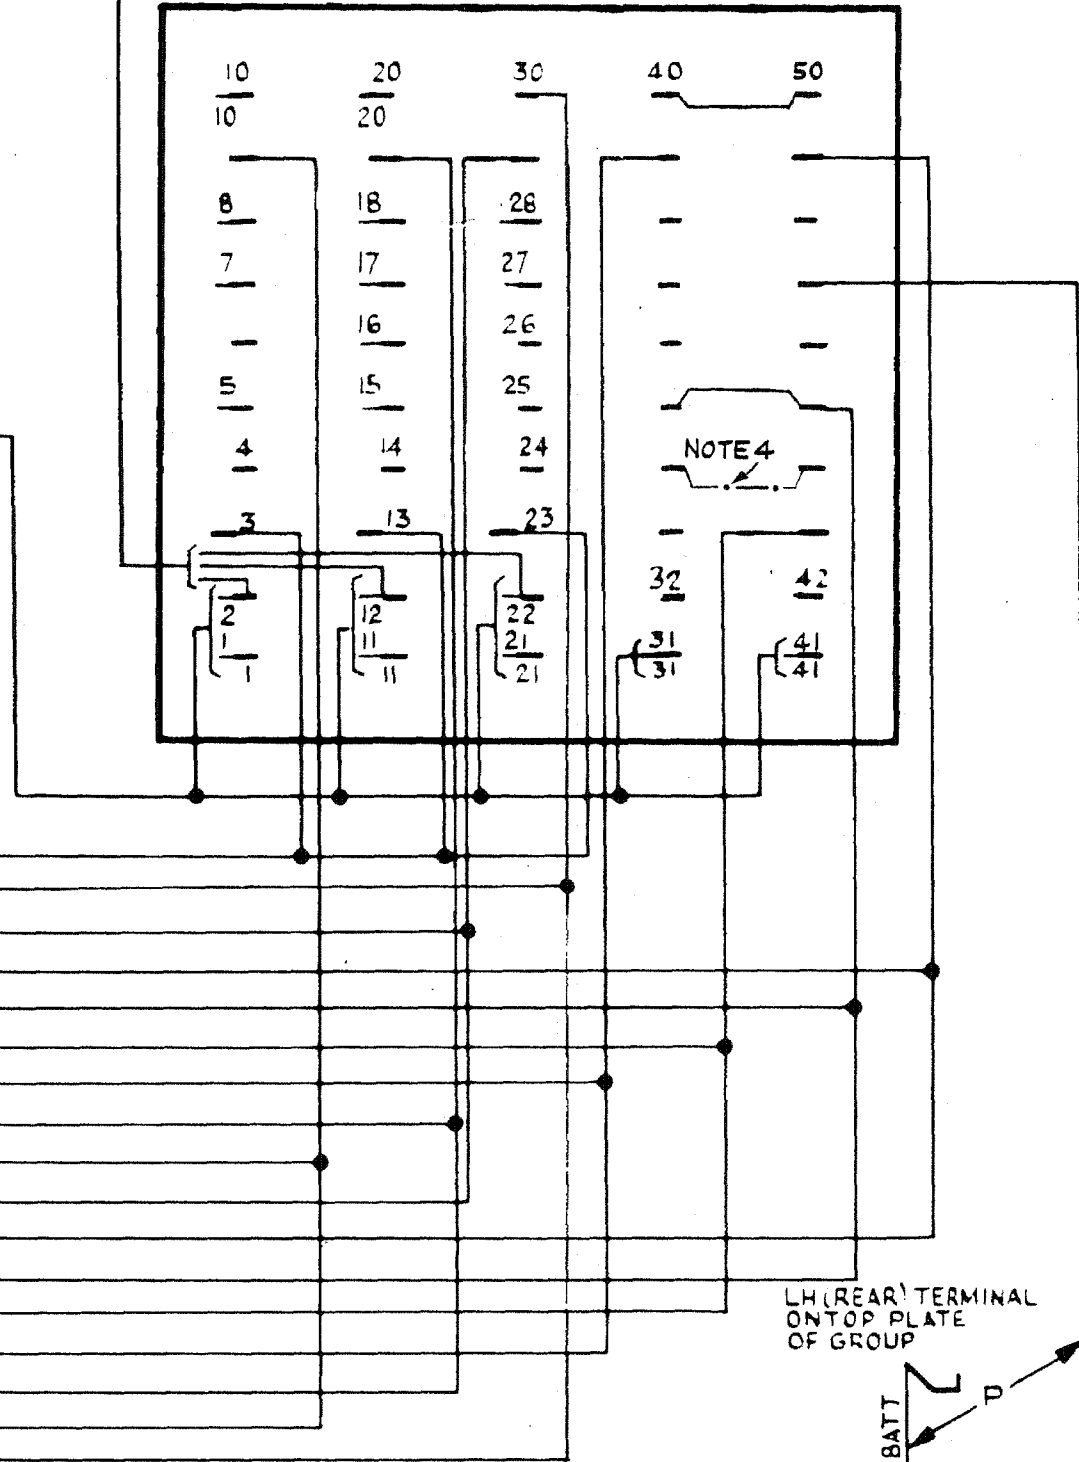 10 20 30 40 50
10 20
8 18 28
7 17 27
16 26
5 15 25
4 14 24 NOTE 4
3 13 23
2 12 22 32 42
1 11 21 31 41
1 11 21 31 41
LH (REAR) TERMINAL
ON TOP PLATE
OF GROUP
P
BATT